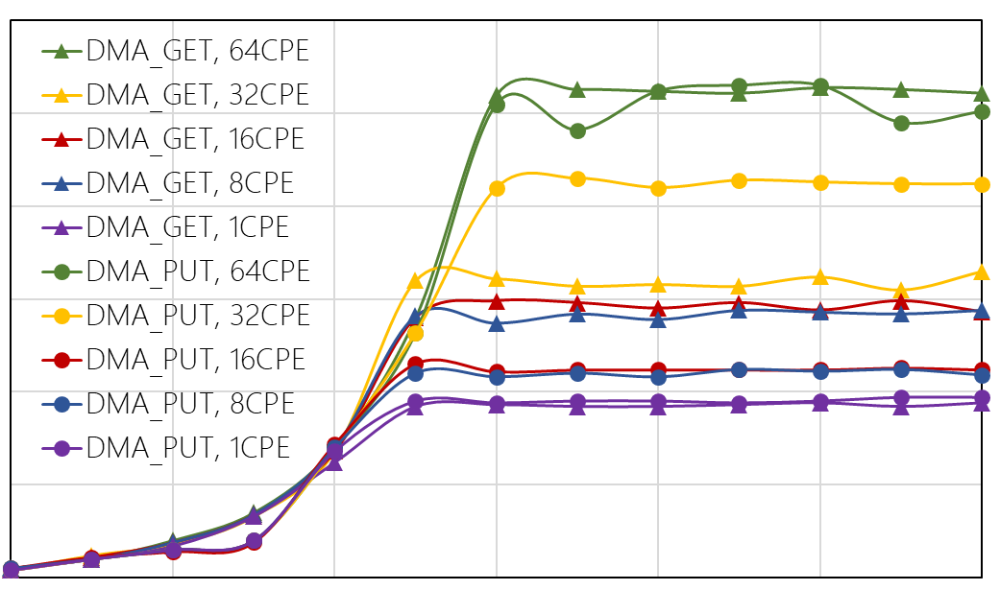 DMA_GET, 64CPE
DMA_GET, 32CPE
DMA_GET, 16CPE
DMA_GET, 8CPE
DMA_GET, 1CPE
DMA_PUT, 64CPE
DMA_PUT, 32CPE
DMA_PUT, 16CPE
DMA_PUT, 8CPE
DMA_PUT, 1CPE